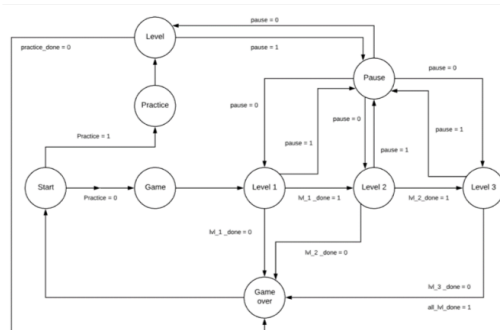 pause = 0
Level
practice_done = 0
pause = 1
pause = 0
Pause
Practice
pause = 0
pause = 0
pause = 1
Practice = 1
pause = 1
pause = 1
Start
Game
Level 1
Level 2
Level 3
Practice = 0
lvl_1 _done = 1
lvl_2_done = 1
lvl_1 _done = 0
lvl_2 _done = 0
Game
over
lvl_3 _done = 0
all_lvl_done = 1